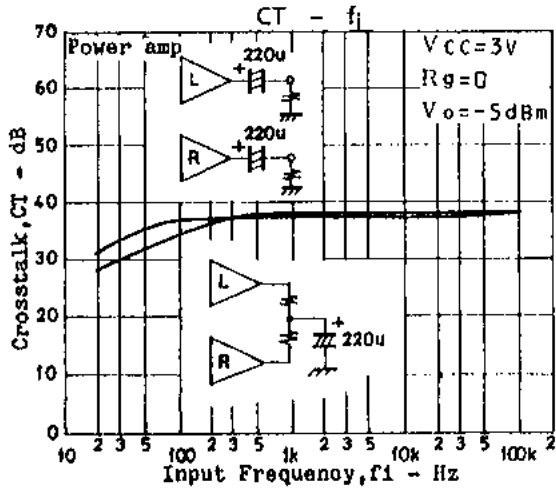 CT - fi
70
60
50
40
30
20
10
0
Crosstalk, CT - dB
Power amp
VCC=3V
Rg=0
Vo=-5dBm
L
+
220u
R
+
220u
L
R
+
220u
10 2 3 5 100 2 3 5 1k 2 3 5 10k 2 3 5 100k 2
Input Frequency, fi - Hz